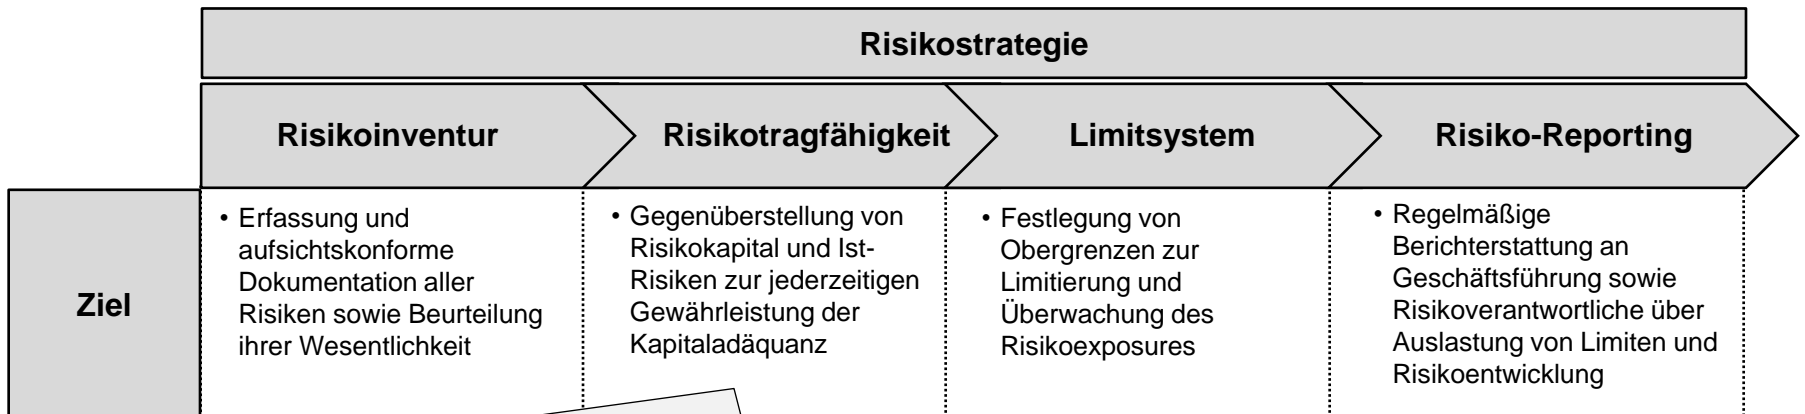 Risikostrategie
Risikoinventur
Risikotragfähigkeit
Limitsystem
Risiko-Reporting
Ziel
• Erfassung und
aufsichtskonforme
Dokumentation aller
Risiken sowie Beurteilung
ihrer Wesentlichkeit
• Gegenüberstellung von
Risikokapital und Ist-
Risiken zur jederzeitigen
Gewährleistung der
Kapitaladäquanz
• Festlegung von
Obergrenzen zur
Limitierung und
Überwachung des
Risikoexposures
• Regelmäßige
Berichterstattung an
Geschäftsführung sowie
Risikoverantwortliche über
Auslastung von Limiten und
Risikoentwicklung